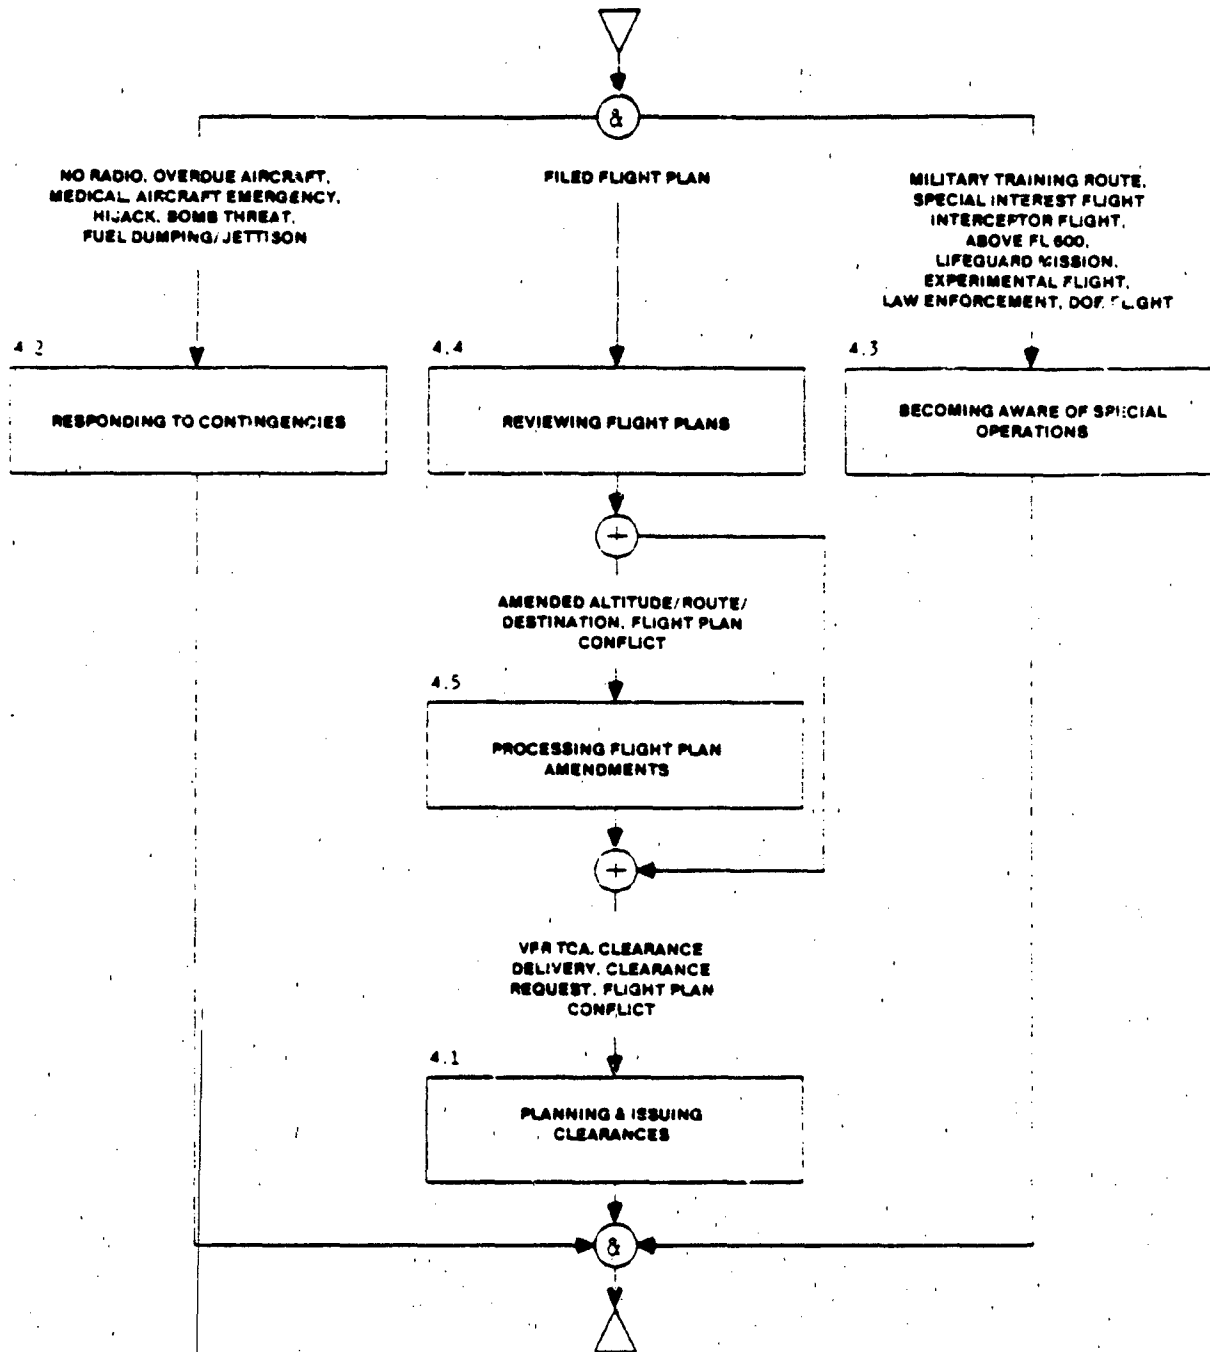 &
NO RADIO, OVERDUE AIRCRAFT,
MEDICAL, AIRCRAFT EMERGENCY,
HIJACK, BOMB THREAT,
FUEL DUMPING/JETTISON
FILED FLIGHT PLAN
MILITARY TRAINING ROUTE,
SPECIAL INTEREST FLIGHT
INTERCEPTOR FLIGHT,
ABOVE FL 600,
LIFEGUARD MISSION,
EXPERIMENTAL FLIGHT,
LAW ENFORCEMENT, FLIGHT
4.2
RESPONDING TO CONTINGENCIES
4.4
REVIEWING FLIGHT PLANS
4.3
BECOMING AWARE OF SPECIAL
OPERATIONS
+
AMENDED ALTITUDE/ROUTE/
DESTINATION, FLIGHT PLAN
CONFLICT
4.5
PROCESSING FLIGHT PLAN
AMENDMENTS
+
VFR TCA, CLEARANCE
DELIVERY, CLEARANCE
REQUEST, FLIGHT PLAN
CONFLICT
4.1
PLANNING & ISSUING
CLEARANCES
&